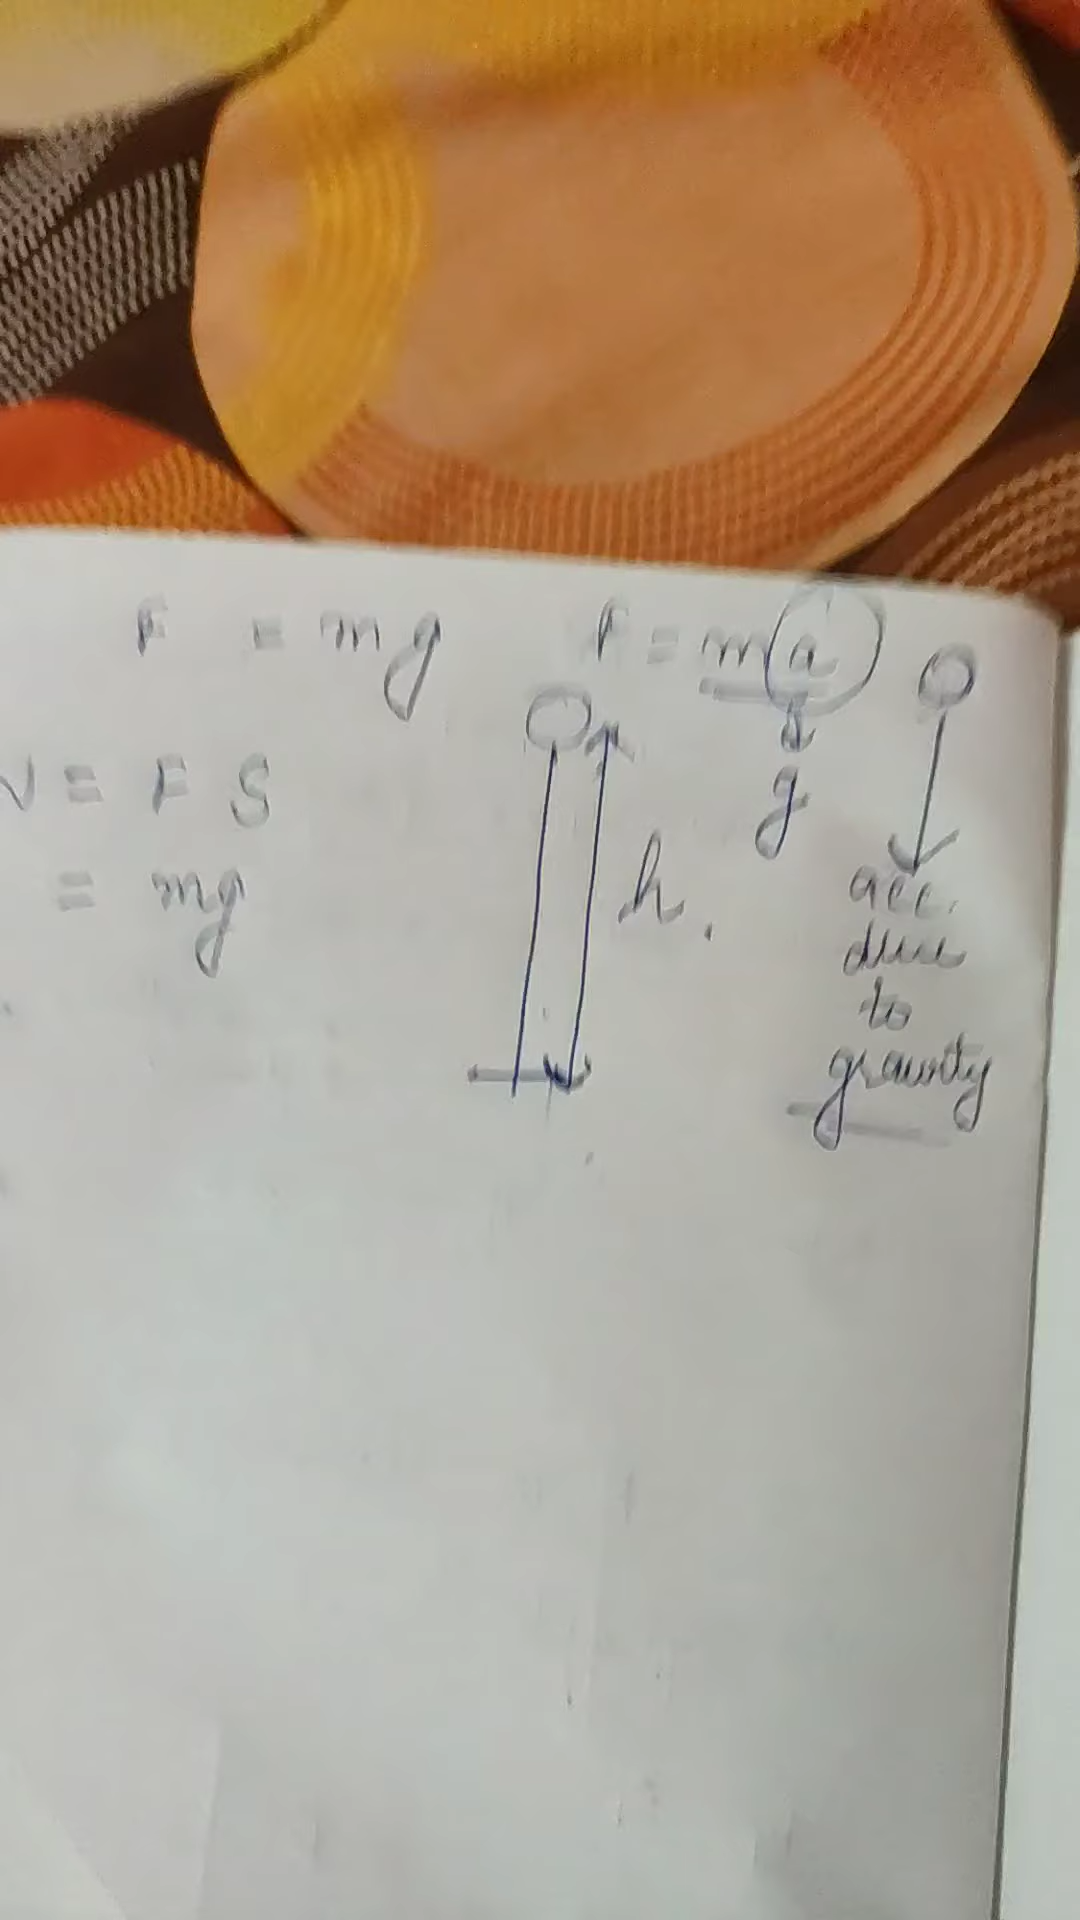 F = mg
F = ma
g
W = F S
= mg
h.
acc.
due
to
gravity